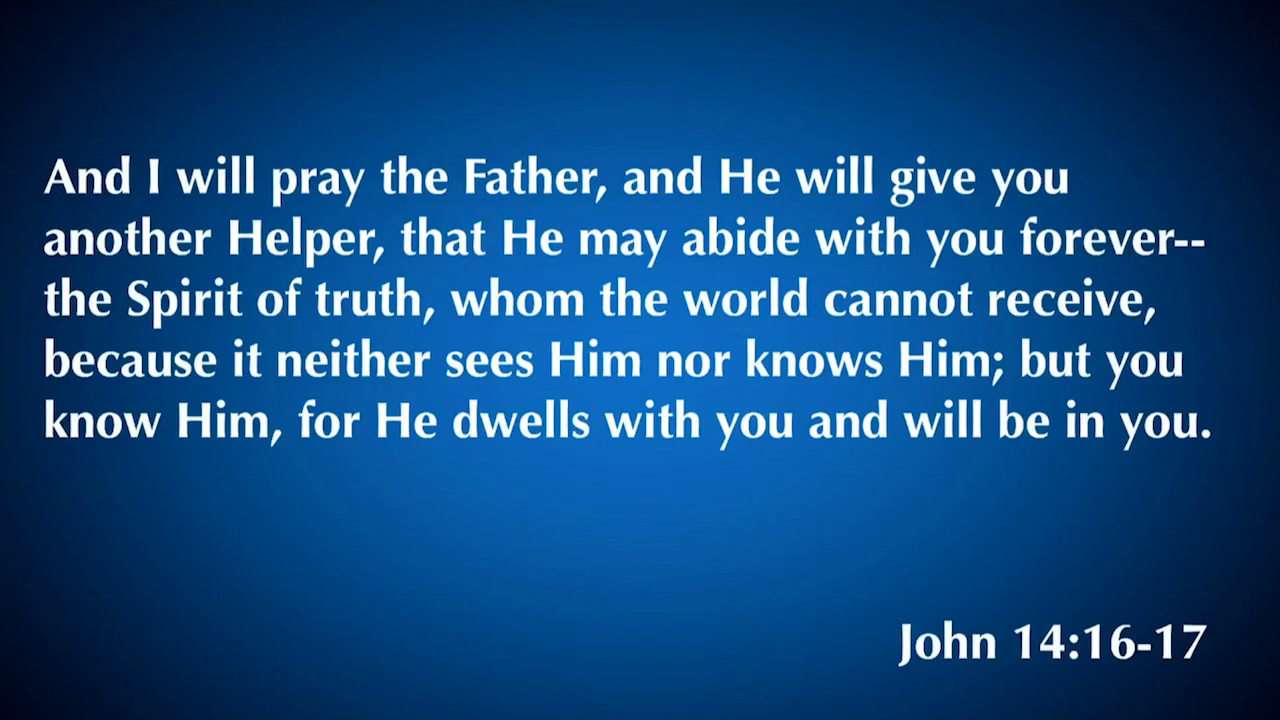 And I will pray the Father, and He will give you
another Helper, that He may abide with you forever--
the Spirit of truth, whom the world cannot receive,
because it neither sees Him nor knows Him; but you
know Him, for He dwells with you and will be in you.
John 14:16-17